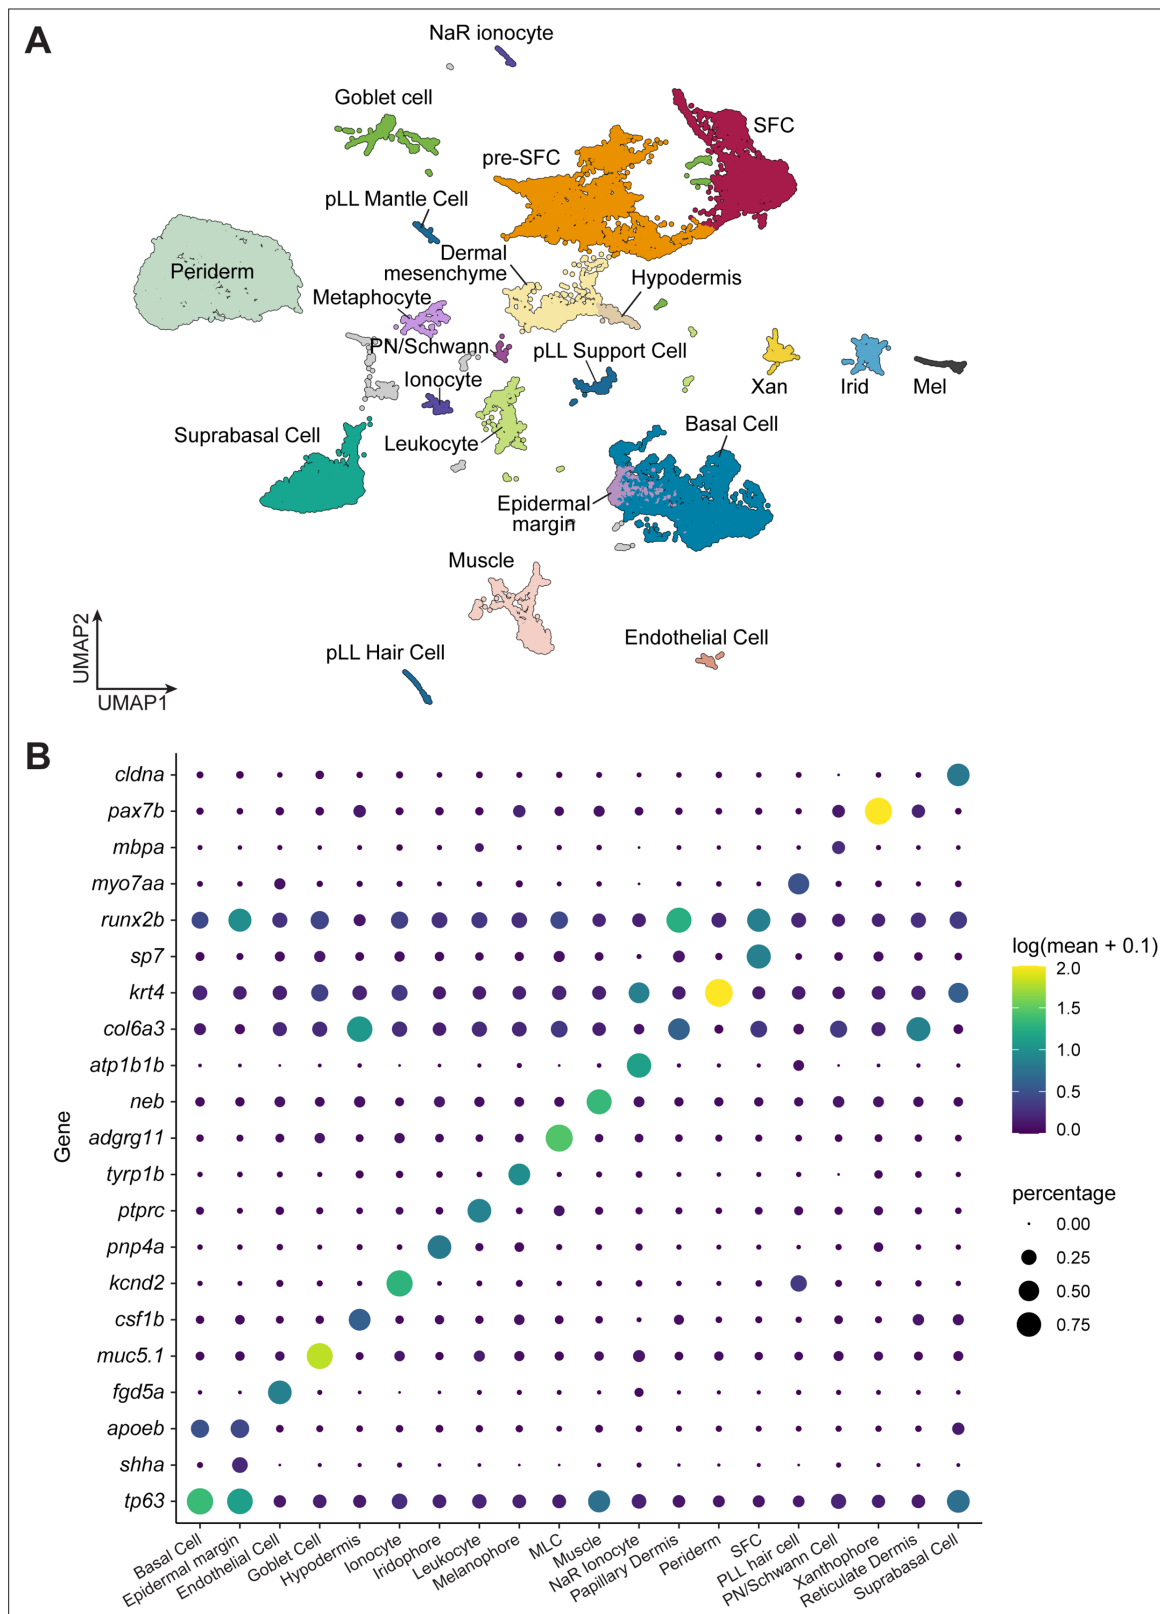 A
NaR ionocyte
Goblet cell
SFC
pre-SFC
pLL Mantle Cell
Dermal
mesenchyme
Periderm
Hypodermis
Metaphocyte
PN/Schwann
pLL Support Cell
Ionocyte
Xan
Irid
Mel
Suprabasal Cell
Leukocyte
Basal Cell
Epidermal
margin
Muscle
Endothelial Cell
pLL Hair Cell
UMAP2
UMAP1
B
Gene
cldna
pax7b
mbpa
myo7aa
runx2b
sp7
krt4
col6a3
atp1b1b
neb
adgrg11
tyrp1b
ptprc
pnp4a
kcnd2
csf1b
muc5.1
fgd5a
apoeb
shha
tp63
Basal Cell
Epidermal margin
Endothelial Cell
Goblet Cell
Hypodermis
Ionocyte
Iridophore
Leukocyte
Melanophore
MLC
Muscle
NaR Ionocyte
Papillary Dermis
Periderm
SFC
PLL hair cell
PN/Schwann Cell
Xanthophore
Reticulate Dermis
Suprabasal Cell
log(mean + 0.1)
2.0
1.5
1.0
0.5
0.0
percentage
0.00
0.25
0.50
0.75